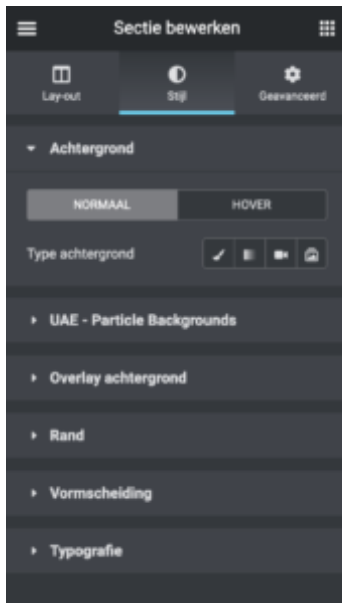 Sectie bewerken
Lay-out Stijl Geavanceerd
Achtergrond
NORMAAL HOVER
Type achtergrond
UAE - Particle Backgrounds
Overlay achtergrond
Rand
Vormscheiding
Typografie